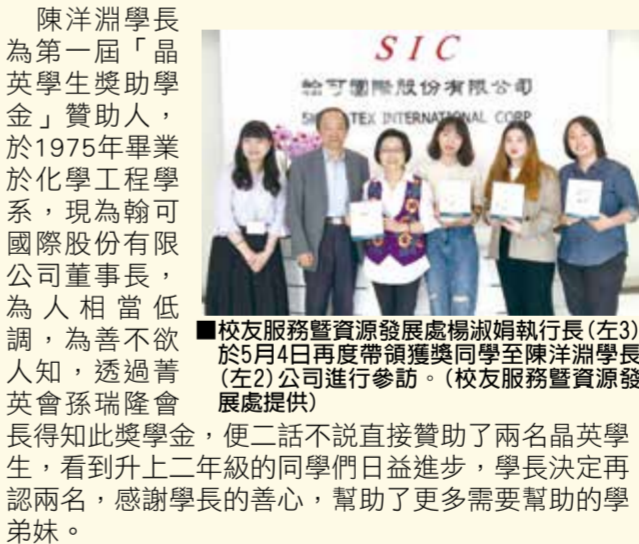 陳洋淵學長
為第一屆「晶
英學生獎助學
金」贊助人，
於1975年畢業
於化學工程學
系，現為翰可
國際股份有限
公司董事長，
為人相當低
調，為善不欲
人知，透過菁
英會孫瑞隆會
長得知此獎學金，便二話不說直接贊助了兩名晶英學
生，看到升上二年級的同學們日益進步，學長決定再
認兩名，感謝學長的善心，幫助了更多需要幫助的學
弟妹。
SIC
翰可國際股份有限公司
TEX INTERNATIONAL CORP
■校友服務暨資源發展處楊淑娟執行長(左3)
於5月4日再度帶領獲獎同學至陳洋淵學長
(左2)公司進行參訪。(校友服務暨資源發
展處提供)